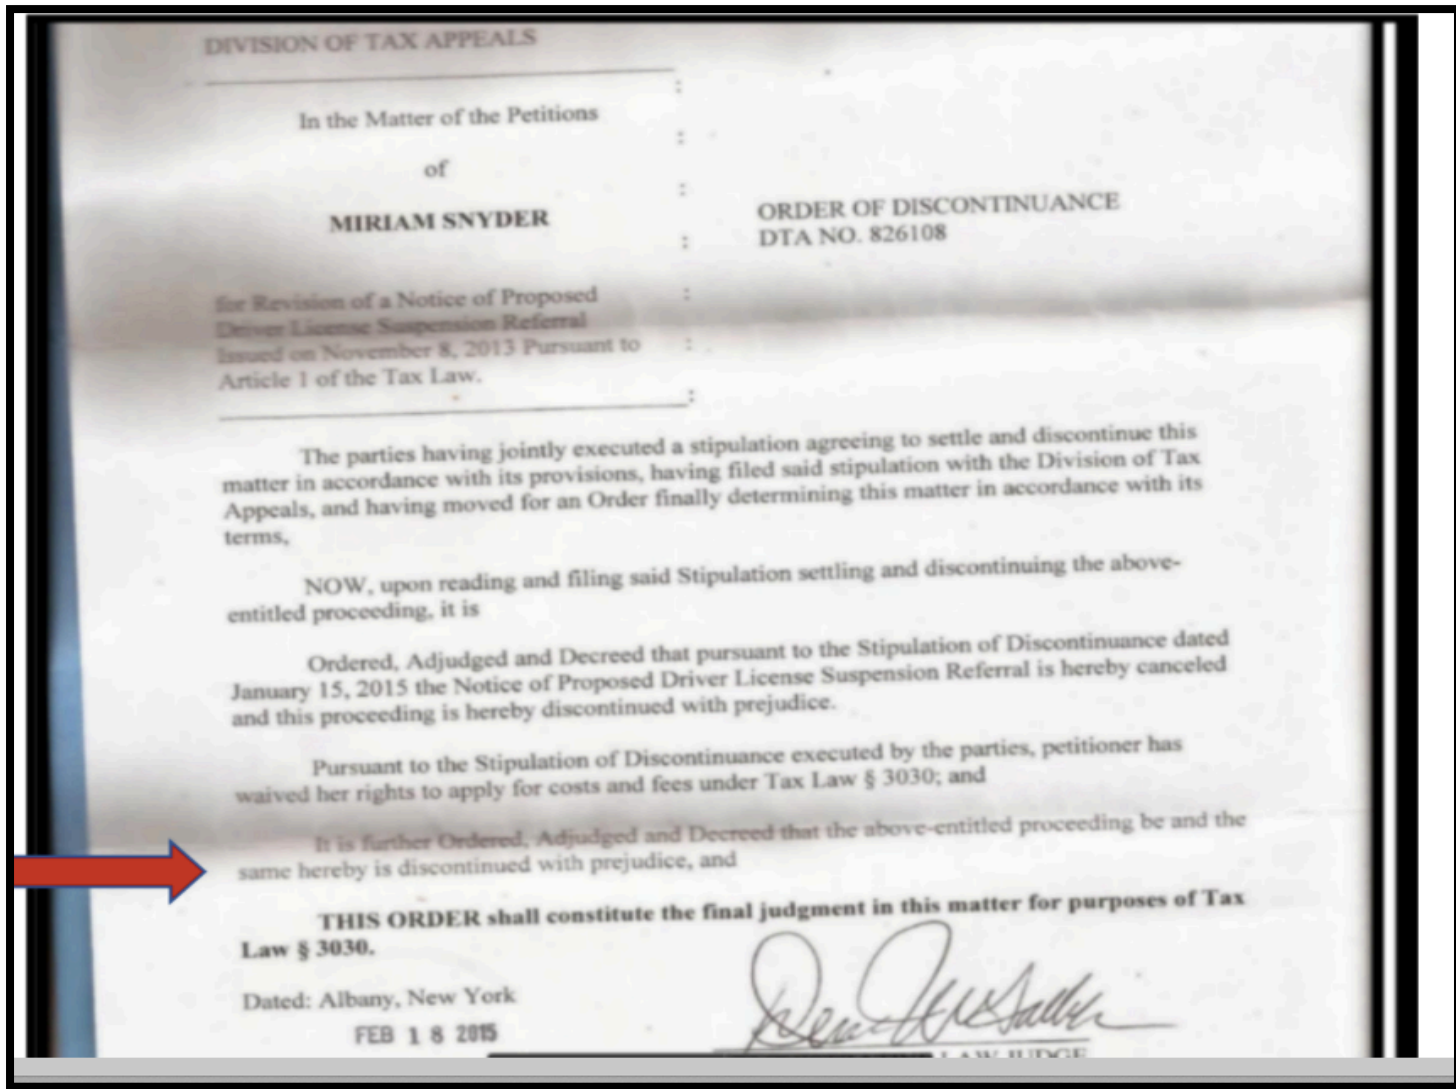 DIVISION OF TAX APPEALS
In the Matter of the Petitions
of
MIRIAM SNYDER
ORDER OF DISCONTINUANCE
DTA NO. 826108
for Revision of a Notice of Proposed
Driver License Suspension Referral
Issued on November 8, 2013 Pursuant to
Article 1 of the Tax Law.
The parties having jointly executed a stipulation agreeing to settle and discontinue this
matter in accordance with its provisions, having filed said stipulation with the Division of Tax
Appeals, and having moved for an Order finally determining this matter in accordance with its
terms,
NOW, upon reading and filing said Stipulation settling and discontinuing the above-
entitled proceeding, it is
Ordered, Adjudged and Decreed that pursuant to the Stipulation of Discontinuance dated
January 15, 2015 the Notice of Proposed Driver License Suspension Referral is hereby canceled
and this proceeding is hereby discontinued with prejudice.
Pursuant to the Stipulation of Discontinuance executed by the parties, petitioner has
waived her rights to apply for costs and fees under Tax Law § 3030; and
It is further Ordered, Adjudged and Decreed that the above-entitled proceeding be and the
same hereby is discontinued with prejudice, and
THIS ORDER shall constitute the final judgment in this matter for purposes of Tax
Law § 3030.
Dated: Albany, New York
FEB 18 2015
LAW JUDGE